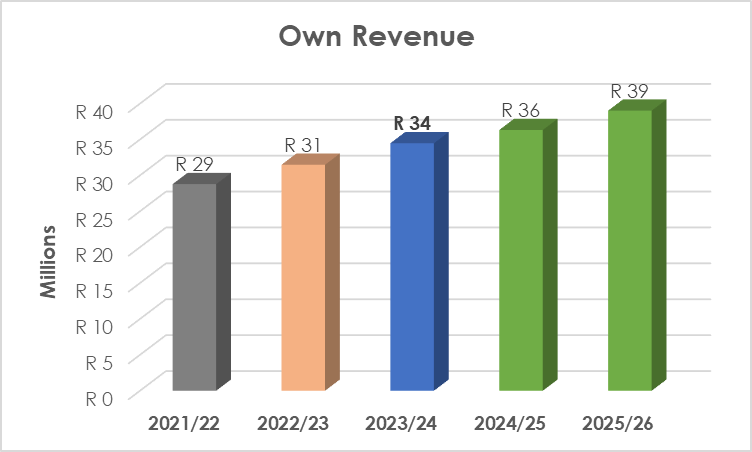 Own Revenue
Millions
R 40
R 35
R 30
R 25
R 20
R 15
R 10
R 5
R 0
R 29
R 31
R 34
R 36
R 39
2021/22
2022/23
2023/24
2024/25
2025/26